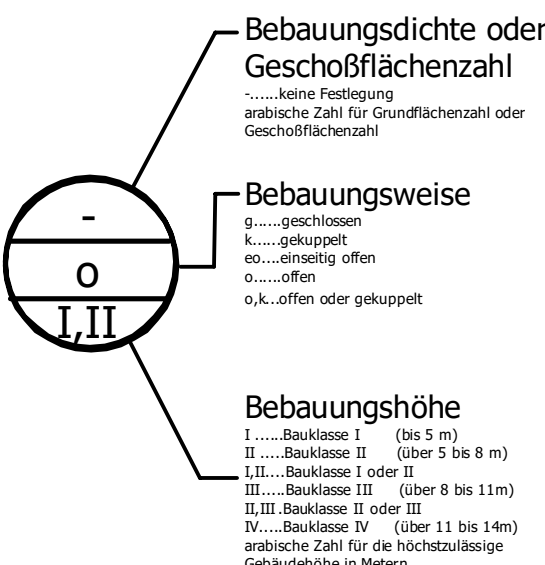 Bebauungsdichte oder
Geschoßflächenzahl
-......keine Festlegung
arabische Zahl für Grundflächenzahl oder
Geschoßflächenzahl
-
o
I,II
Bebauungsweise
g......geschlossen
k......gekuppelt
eo....einseitig offen
o......offen
o,k...offen oder gekuppelt
Bebauungshöhe
I ......Bauklasse I (bis 5 m)
II .....Bauklasse II (über 5 bis 8 m)
I,II....Bauklasse I oder II
III.....Bauklasse III (über 8 bis 11m)
II,III.Bauklasse II oder III
IV.....Bauklasse IV (über 11 bis 14m)
arabische Zahl für die höchstzulässige
Gebäudehöhe in Metern